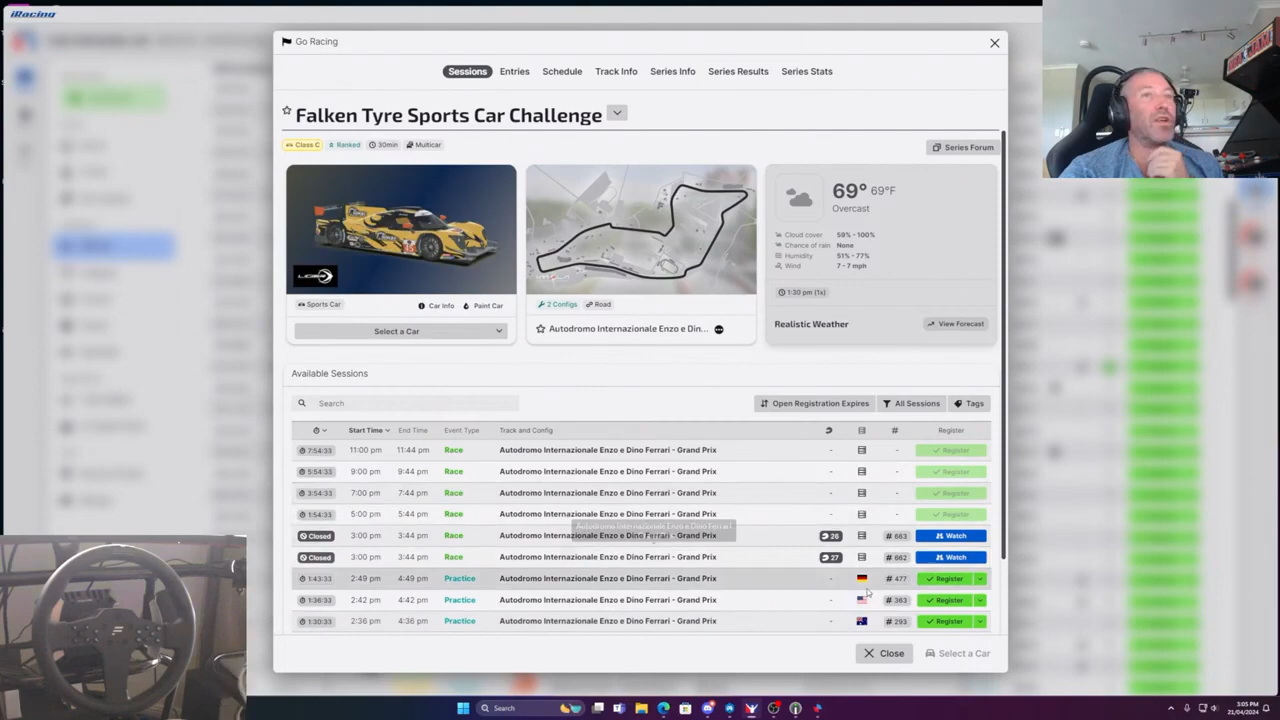 iRacing
Go Racing
Sessions Entries Schedule Track Info Series Info Series Results Series Stats
Falken Tyre Sports Car Challenge
Class C Ranked 30min Multicar
Series Forum
69° 69°F
Overcast
Cloud cover 59% - 100%
Chance of rain None
Humidity 51% - 77%
Wind 7 - 7 mph
LIGIER
1:30 pm (1x)
Sports Car Car Info Paint Car
2 Configs Road
Select a Car
Autodromo Internazionale Enzo e Din...
Realistic Weather View Forecast
Available Sessions
Search Open Registration Expires All Sessions Tags
Start Time End Time Event Type Track and Config # Register
7:54:33 11:00 pm 11:44 pm Race Autodromo Internazionale Enzo e Dino Ferrari - Grand Prix - - Register
5:54:33 9:00 pm 9:44 pm Race Autodromo Internazionale Enzo e Dino Ferrari - Grand Prix - - Register
3:54:33 7:00 pm 7:44 pm Race Autodromo Internazionale Enzo e Dino Ferrari - Grand Prix - - Register
1:54:33 5:00 pm 5:44 pm Race Autodromo Internazionale Enzo e Dino Ferrari - Grand Prix - - Register
Autodromo Internazionale Enzo e Dino Ferrari
Closed 3:00 pm 3:44 pm Race Autodromo Internazionale Enzo e Dino Ferrari - Grand Prix 26 # 663 Watch
Closed 3:00 pm 3:44 pm Race Autodromo Internazionale Enzo e Dino Ferrari - Grand Prix 27 # 662 Watch
1:43:33 2:49 pm 4:49 pm Practice Autodromo Internazionale Enzo e Dino Ferrari - Grand Prix - # 477 Register
1:36:33 2:42 pm 4:42 pm Practice Autodromo Internazionale Enzo e Dino Ferrari - Grand Prix - # 363 Register
1:30:33 2:36 pm 4:36 pm Practice Autodromo Internazionale Enzo e Dino Ferrari - Grand Prix - # 293 Register
Close Select a Car
Search
3:05 PM
21/04/2024